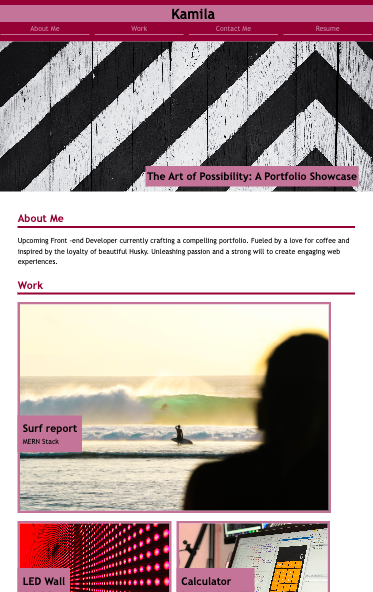 Kamila
About Me Work Contact Me Resume
The Art of Possibility: A Portfolio Showcase
About Me
Upcoming Front -end Developer currently crafting a compelling portfolio. Fueled by a love for coffee and
inspired by the loyalty of beautiful Husky. Unleashing passion and a strong will to create engaging web
experiences.
Work
Surf report
MERN Stack
LED Wall
Calculator